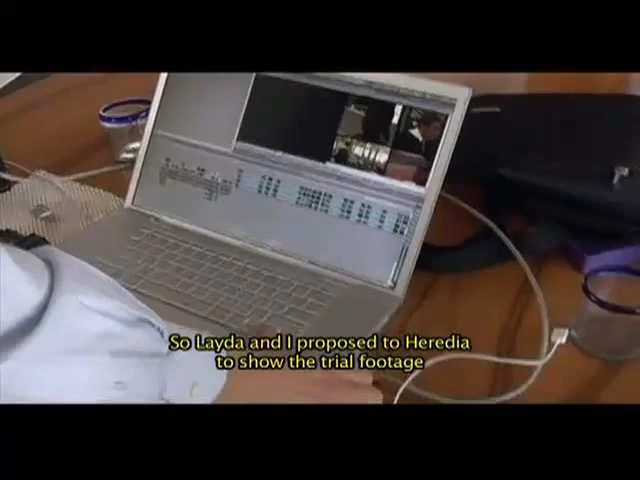 So Layda and I proposed to Heredia
to show the trial footage